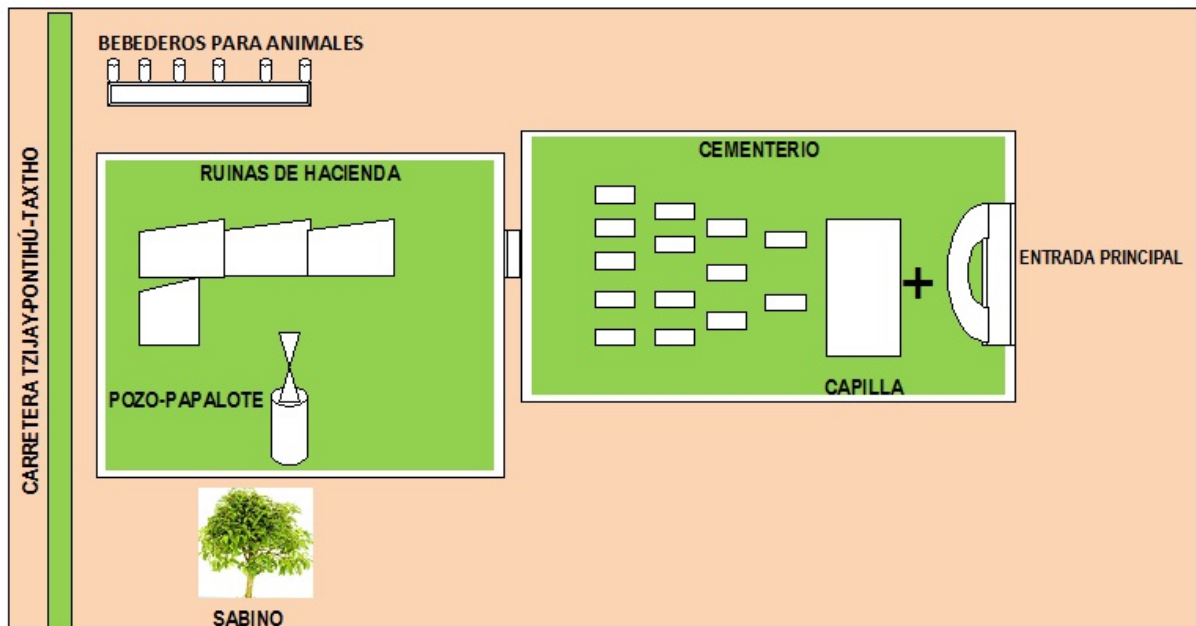 BEBEDEROS PARA ANIMALES
CARRETERA TZIJAY-PONTIHÚ-TAXTHO
RUINAS DE HACIENDA
CEMENTERIO
ENTRADA PRINCIPAL
CAPILLA
POZO-PAPALOTE
SABINO